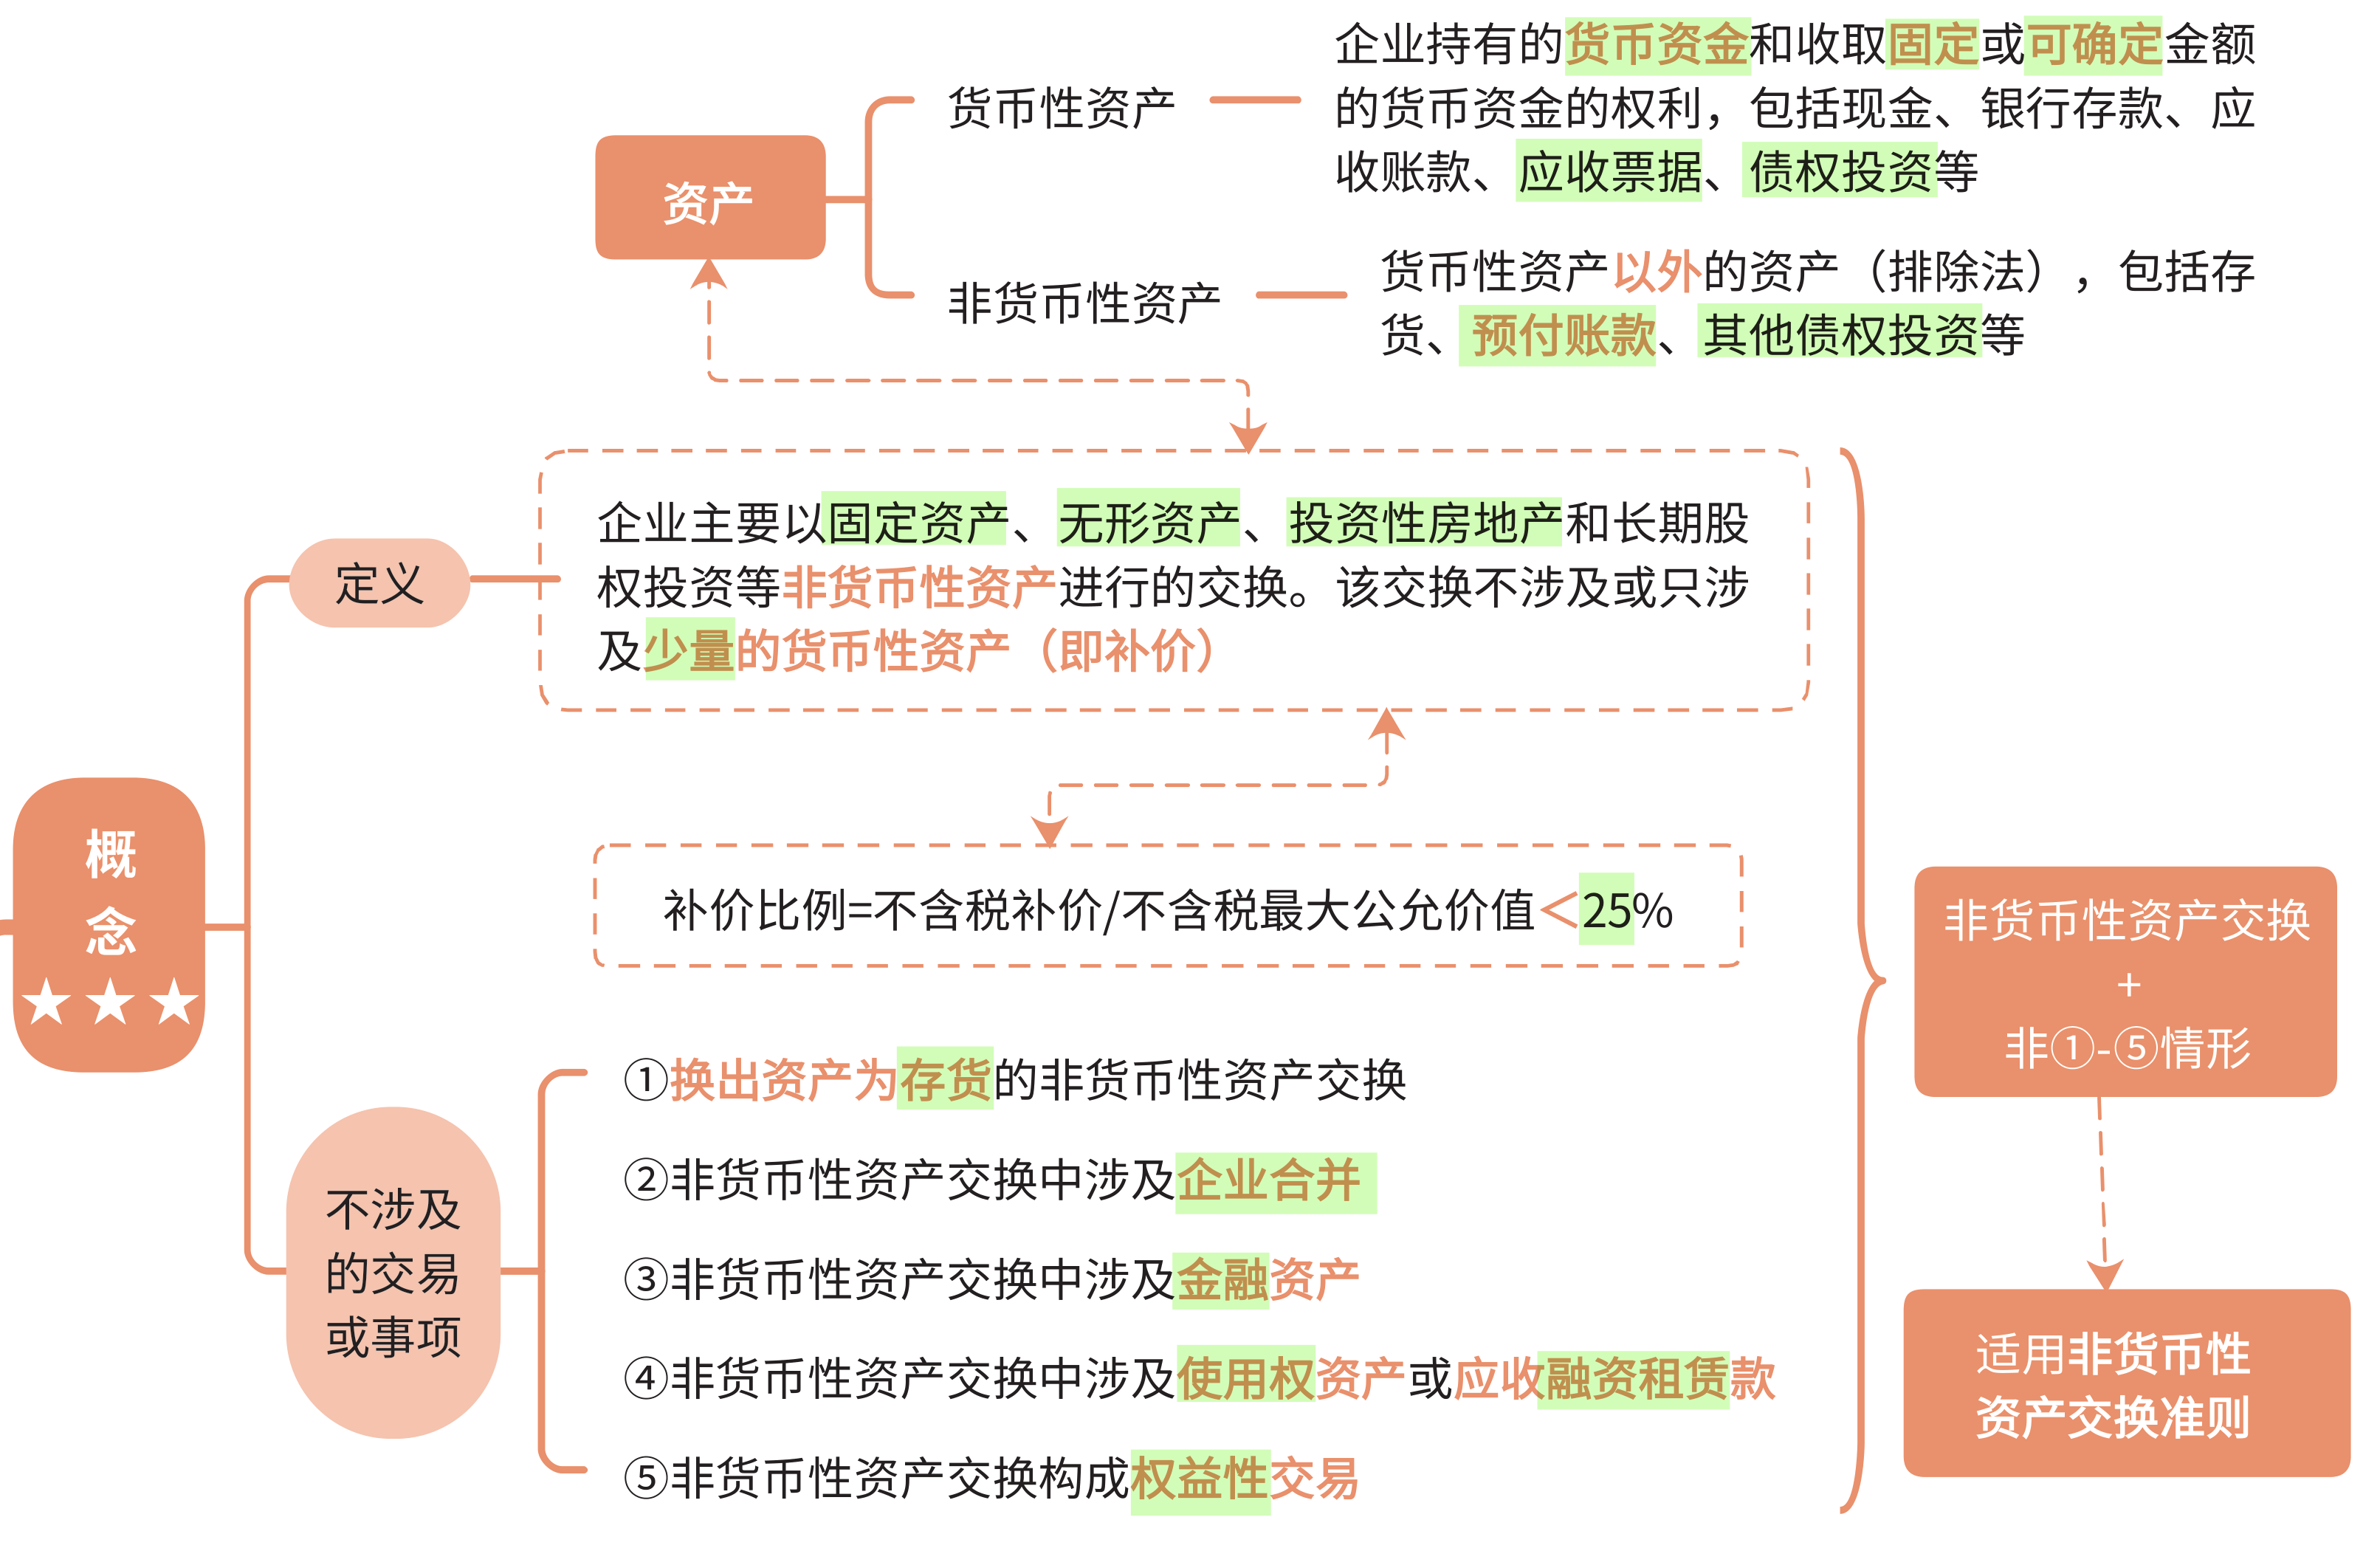 企业持有的货币资金和收取固定或可确定金额
的货币资金的权利，包括现金、银行存款、应
收账款、应收票据、债权投资等
货币性资产
资产
非货币性资产
货币性资产以外的资产（排除法），包括存
货、预付账款、其他债权投资等
企业主要以固定资产、无形资产、投资性房地产和长期股
权投资等非货币性资产进行的交换。该交换不涉及或只涉
及少量的货币性资产（即补价）
定义
概
念
★★★
补价比例=不含税补价/不含税最大公允价值<25%
不涉及
的交易
或事项
①换出资产为存货的非货币性资产交换
②非货币性资产交换中涉及企业合并
③非货币性资产交换中涉及金融资产
④非货币性资产交换中涉及使用权资产或应收融资租赁款
⑤非货币性资产交换构成权益性交易
非货币性资产交换
+
非①-⑤情形
适用非货币性
资产交换准则